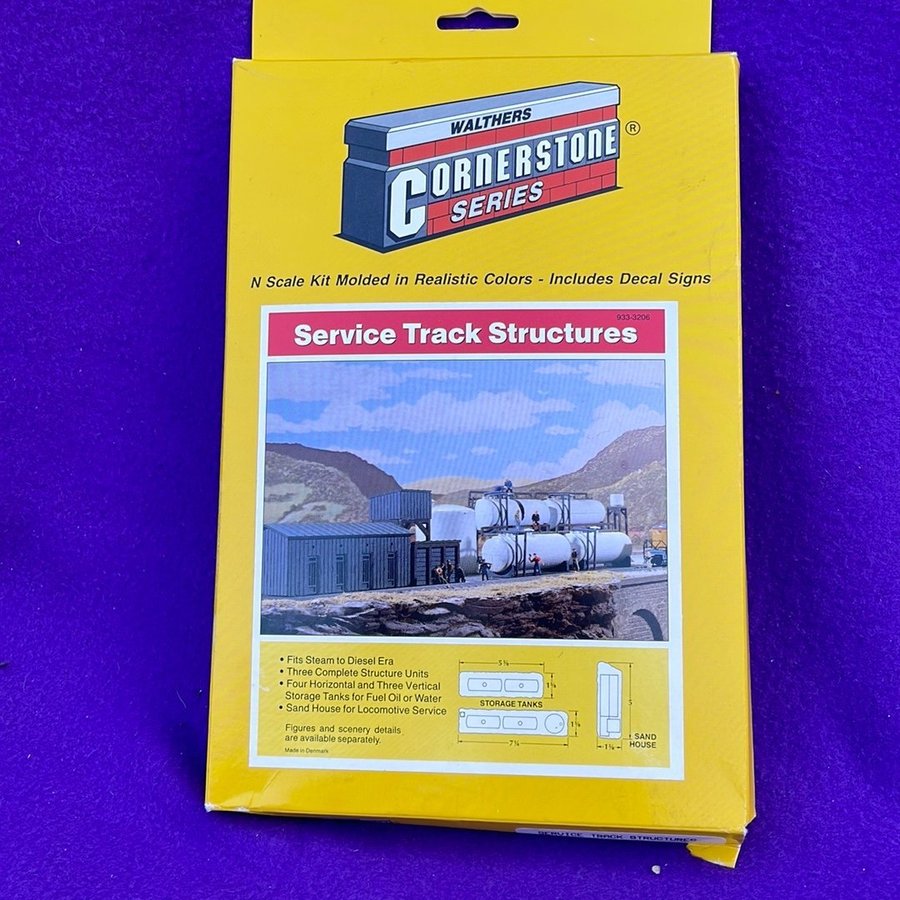 WALTHERS
CORNERSTONE ®
SERIES
N Scale Kit Molded in Realistic Colors - Includes Decal Signs
933-3206
Service Track Structures
• Fits Steam to Diesel Era
• Three Complete Structure Units
• Four Horizontal and Three Vertical
Storage Tanks for Fuel Oil or Water
• Sand House for Locomotive Service
Figures and scenery details
are available separately.
Made in Denmark
STORAGE TANKS
5
SAND
HOUSE
SERVICE TRACK STRUCTURES